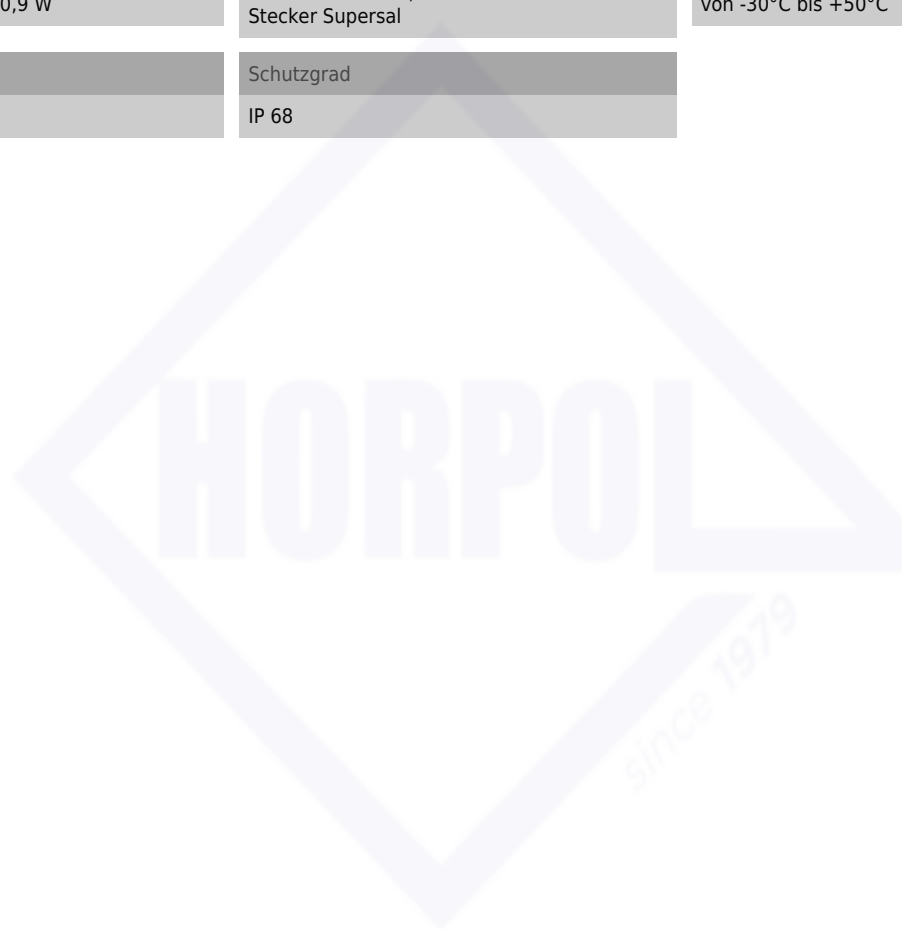 0,9 W
Stecker Supersal
von -30°C bis +50°C
Schutzgrad
IP 68
HORPOL
since 1979